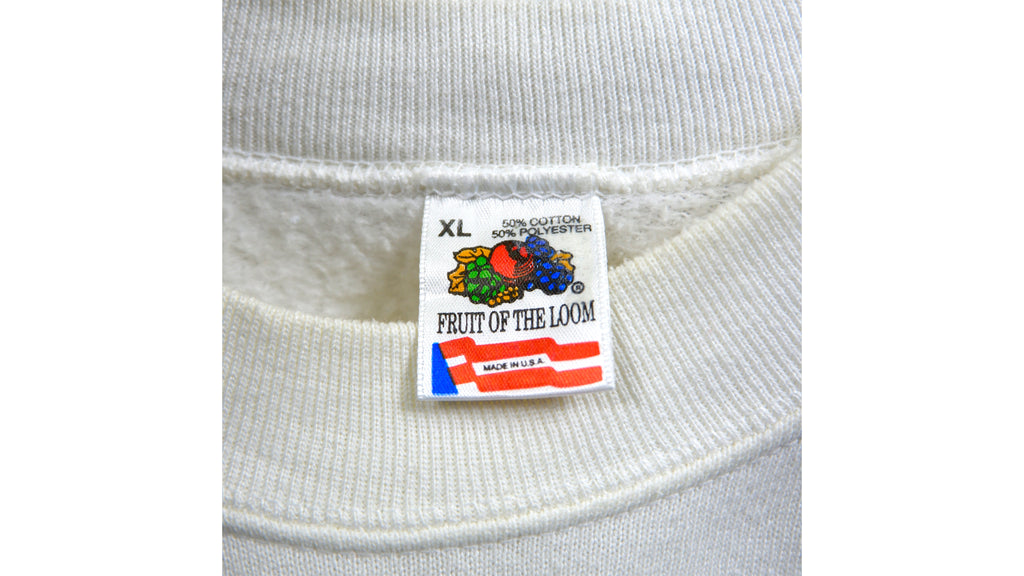 XL
50% COTTON
50% POLYESTER
®
FRUIT OF THE LOOM
MADE IN U.S.A.